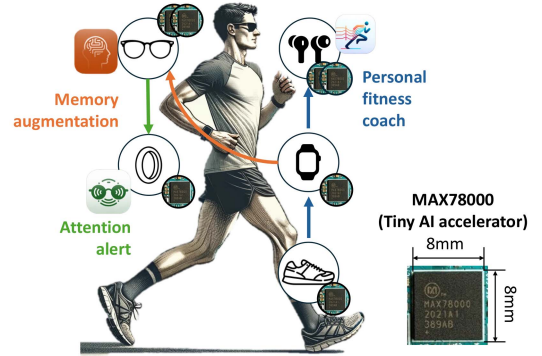 Memory
augmentation
Personal
fitness
coach
Attention
alert
MAX78000
(Tiny AI accelerator)
8mm
8mm
MAX78000
2021A1
389AB
+